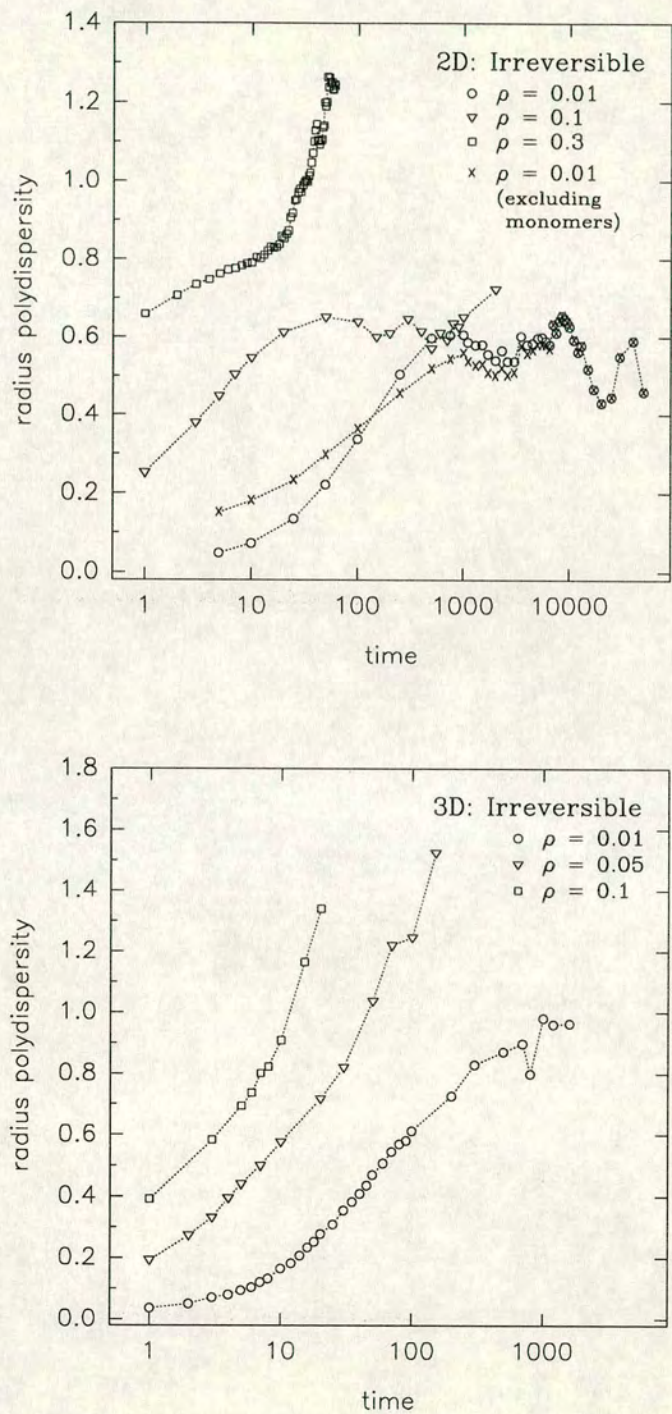 1.4
1.2
1.0
0.8
0.6
0.4
0.2
0.0
radius polydispersity
2D: Irreversible
ρ = 0.01
ρ = 0.1
ρ = 0.3
ρ = 0.01
(excluding
monomers)
1 10 100 1000 10000
time
1.8
1.6
1.4
1.2
1.0
0.8
0.6
0.4
0.2
0.0
radius polydispersity
3D: Irreversible
ρ = 0.01
ρ = 0.05
ρ = 0.1
1 10 100 1000
time